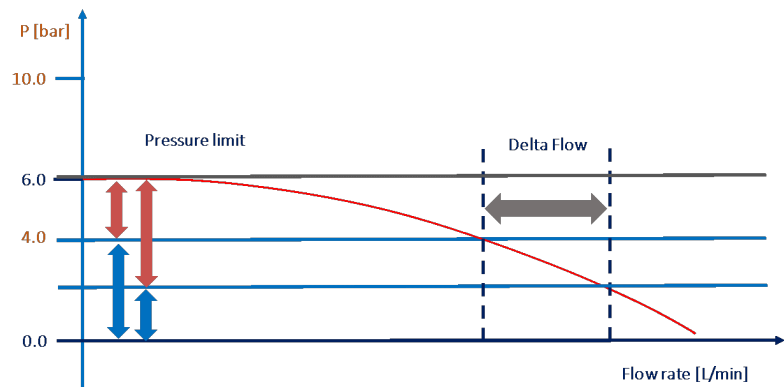 P [bar]
10.0
Pressure limit
Delta Flow
6.0
4.0
0.0
Flow rate [L/min]